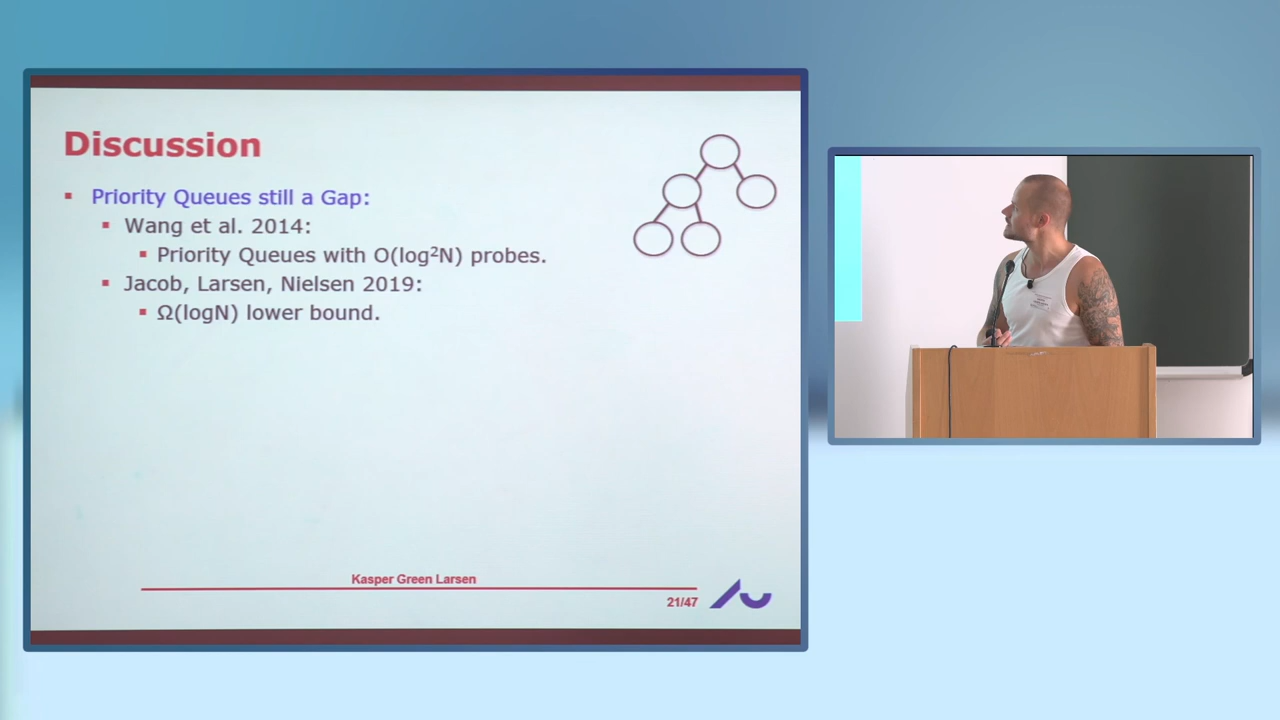 Discussion
Priority Queues still a Gap:
Wang et al. 2014:
Priority Queues with O(log²N) probes.
Jacob, Larsen, Nielsen 2019:
Ω(logN) lower bound.
Kasper Green Larsen
21/47